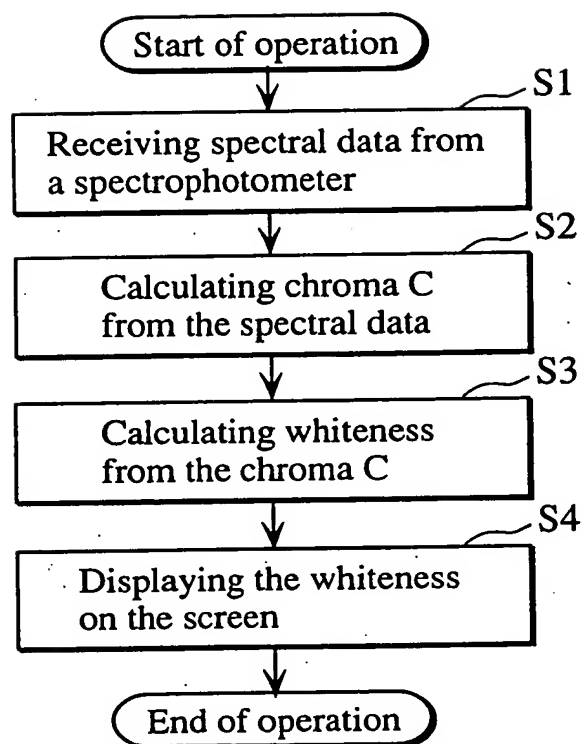 Start of operation
S1
Receiving spectral data from
a spectrophotometer
S2
Calculating chroma C
from the spectral data
S3
Calculating whiteness
from the chroma C
S4
Displaying the whiteness
on the screen
End of operation